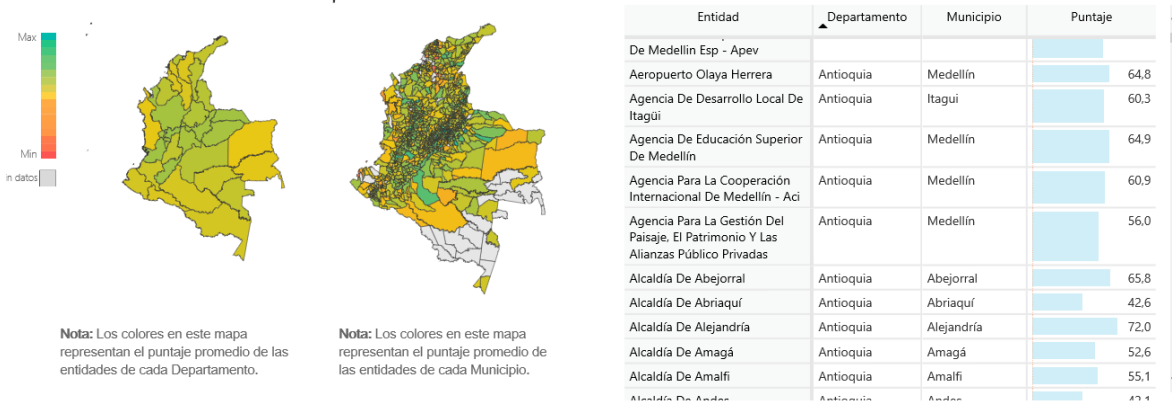 Max
Min
n datos
Nota: Los colores en este mapa
representan el puntaje promedio de las
entidades de cada Departamento.
Nota: Los colores en este mapa
representan el puntaje promedio de
las entidades de cada Municipio.
Entidad Departamento Municipio Puntaje
De Medellin Esp - Apev
Aeropuerto Olaya Herrera Antioquia Medellín 64,8
Agencia De Desarrollo Local De Antioquia Itagui 60,3
Itagüi
Agencia De Educación Superior Antioquia Medellín 64,9
De Medellín
Agencia Para La Cooperación Antioquia Medellín 60,9
Internacional De Medellín - Aci
Agencia Para La Gestión Del Antioquia Medellín 56,0
Paisaje, El Patrimonio Y Las
Alianzas Público Privadas
Alcaldía De Abejorral Antioquia Abejorral 65,8
Alcaldía De Abriaquí Antioquia Abriaquí 42,6
Alcaldía De Alejandría Antioquia Alejandría 72,0
Alcaldía De Amagá Antioquia Amagá 52,6
Alcaldía De Amalfi Antioquia Amalfi 55,1
Alcaldía De Andes Antioquia Andes 42,1